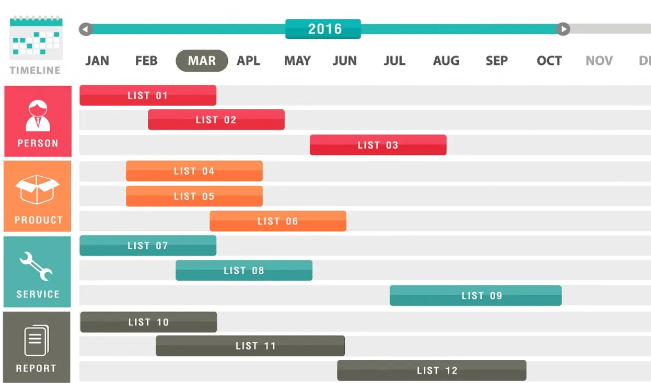 2016
TIMELINE
JAN FEB MAR APL MAY JUN JUL AUG SEP OCT NOV
PERSON
LIST 01
LIST 02
LIST 03
PRODUCT
LIST 04
LIST 05
LIST 06
SERVICE
LIST 07
LIST 08
LIST 09
REPORT
LIST 10
LIST 11
LIST 12